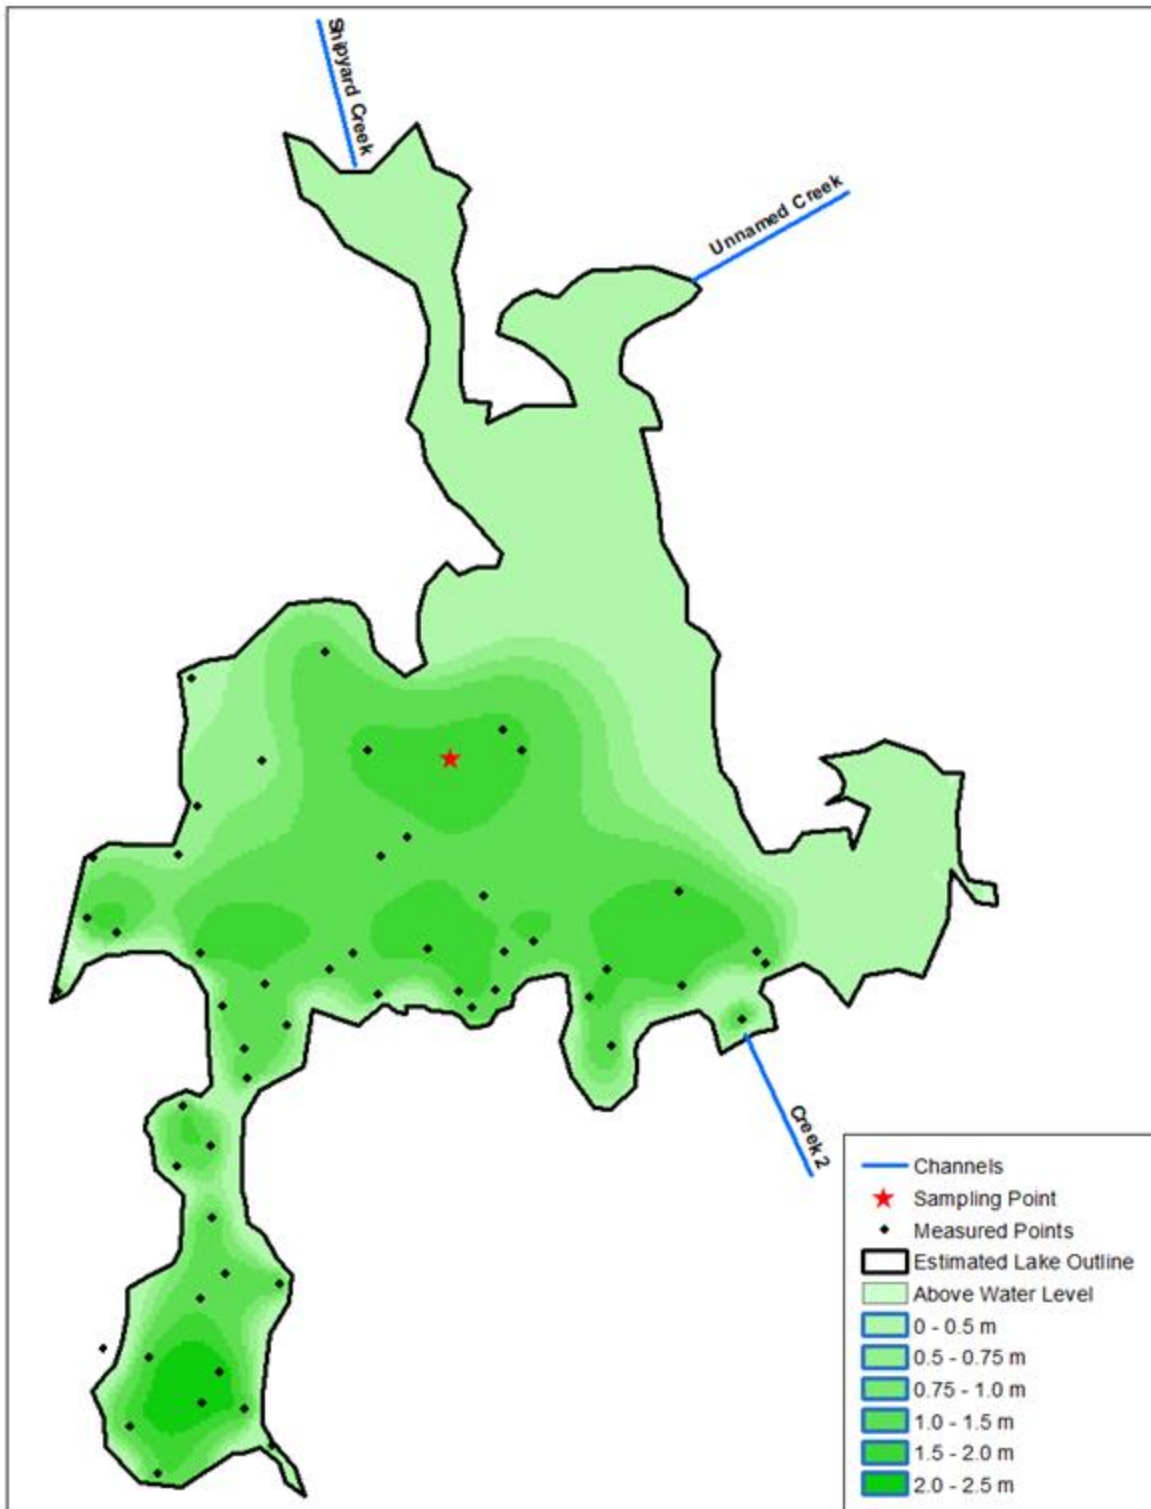 Shipyard Creek
Unnamed Creek
Creek 2
Channels
Sampling Point
Measured Points
Estimated Lake Outline
Above Water Level
0 - 0.5 m
0.5 - 0.75 m
0.75 - 1.0 m
1.0 - 1.5 m
1.5 - 2.0 m
2.0 - 2.5 m